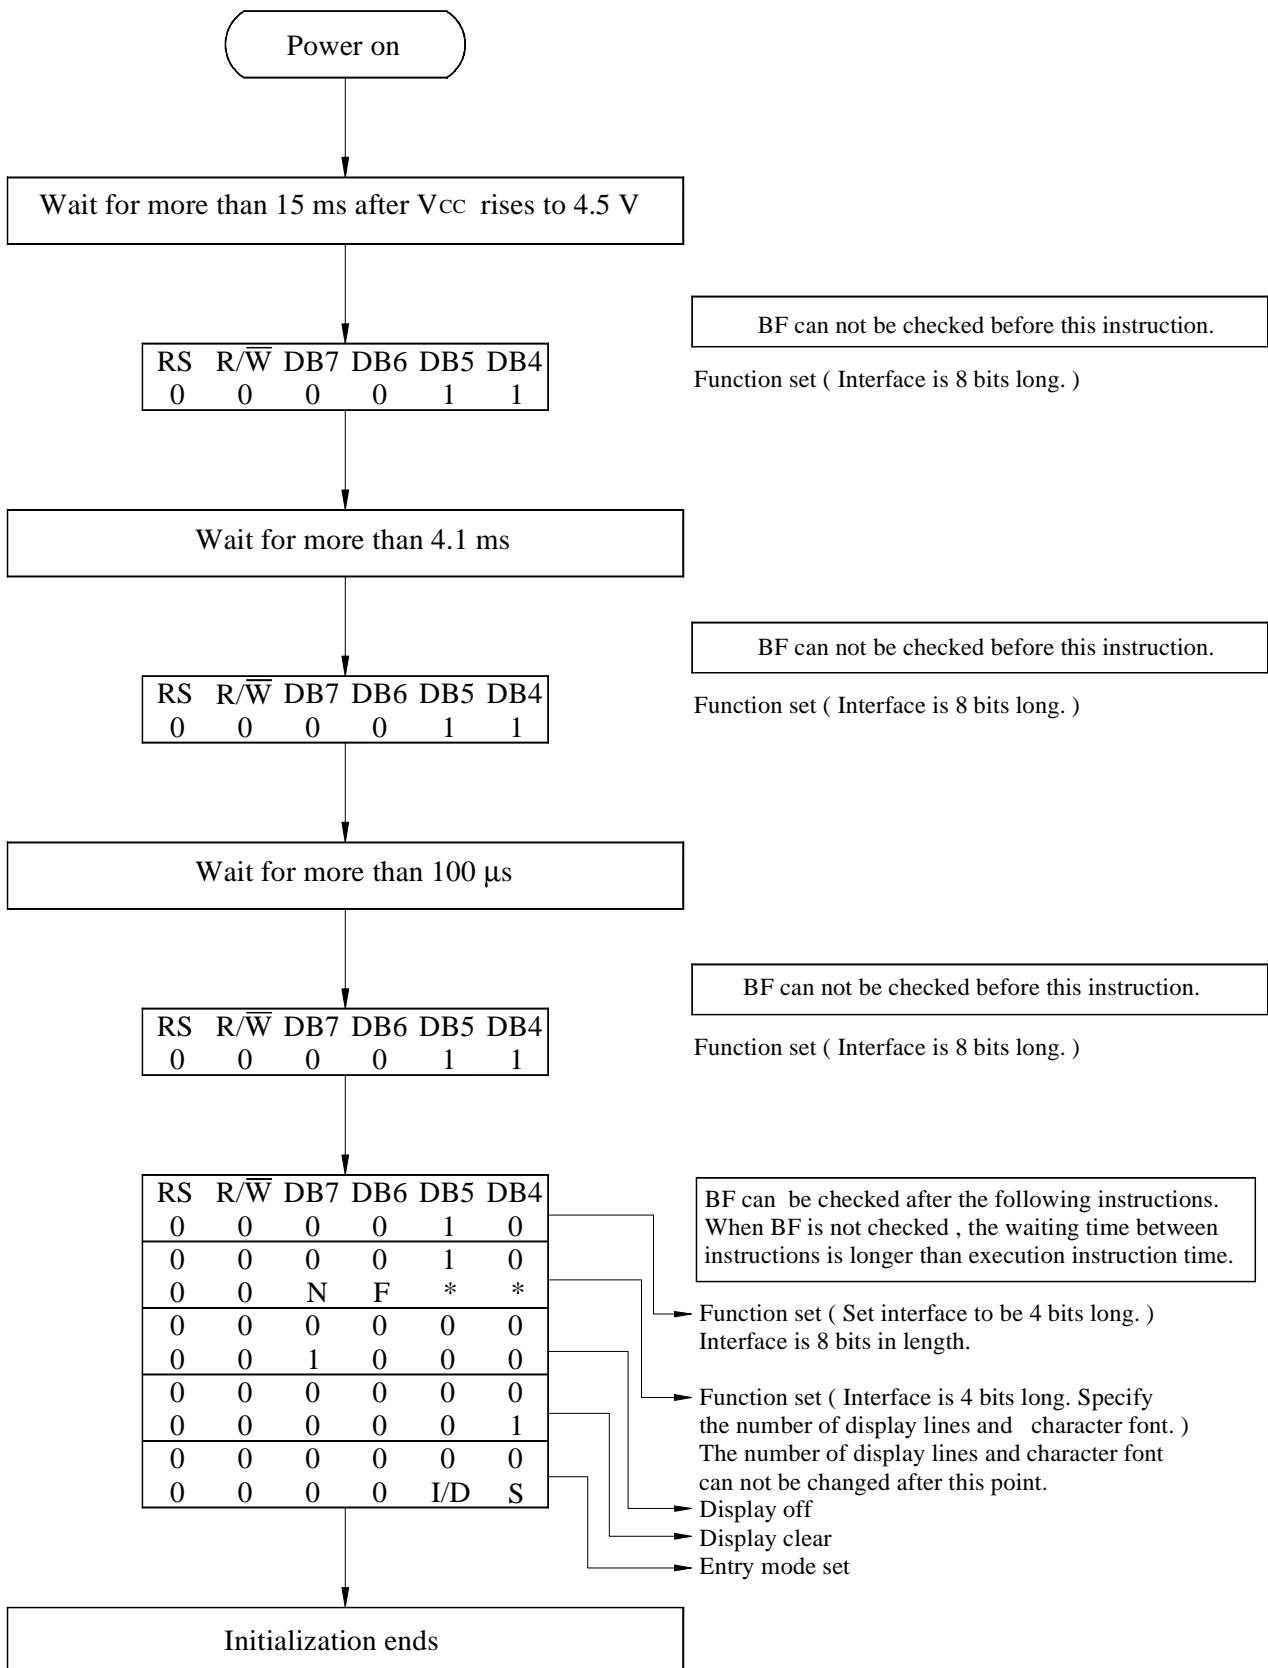 Power on
Wait for more than 15 ms after VCC rises to 4.5 V
BF can not be checked before this instruction.
RS R/W̅ DB7 DB6 DB5 DB4
0 0 0 0 1 1
Function set ( Interface is 8 bits long. )
Wait for more than 4.1 ms
BF can not be checked before this instruction.
RS R/W̅ DB7 DB6 DB5 DB4
0 0 0 0 1 1
Function set ( Interface is 8 bits long. )
Wait for more than 100 µs
BF can not be checked before this instruction.
RS R/W̅ DB7 DB6 DB5 DB4
0 0 0 0 1 1
Function set ( Interface is 8 bits long. )
RS R/W̅ DB7 DB6 DB5 DB4
0 0 0 0 1 0
0 0 0 0 1 0
0 0 N F * *
0 0 0 0 0 0
0 0 1 0 0 0
0 0 0 0 0 0
0 0 0 0 0 1
0 0 0 0 0 0
0 0 0 0 I/D S
BF can be checked after the following instructions.
When BF is not checked , the waiting time between
instructions is longer than execution instruction time.
Function set ( Set interface to be 4 bits long. )
Interface is 8 bits in length.
Function set ( Interface is 4 bits long. Specify
the number of display lines and character font. )
The number of display lines and character font
can not be changed after this point.
Display off
Display clear
Entry mode set
Initialization ends